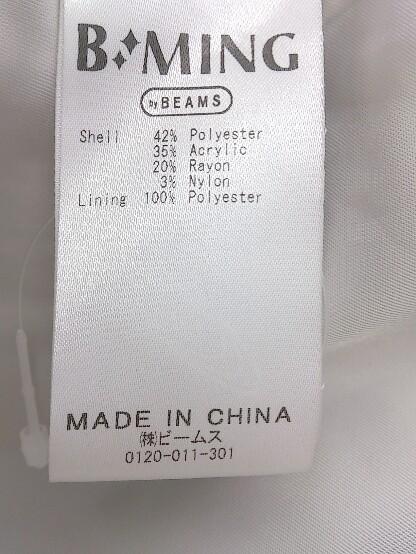 B✦MING
by BEAMS
Shell 42% Polyester
35% Acrylic
20% Rayon
3% Nylon
Lining 100% Polyester
MADE IN CHINA
㈱ビームス
0120-011-301